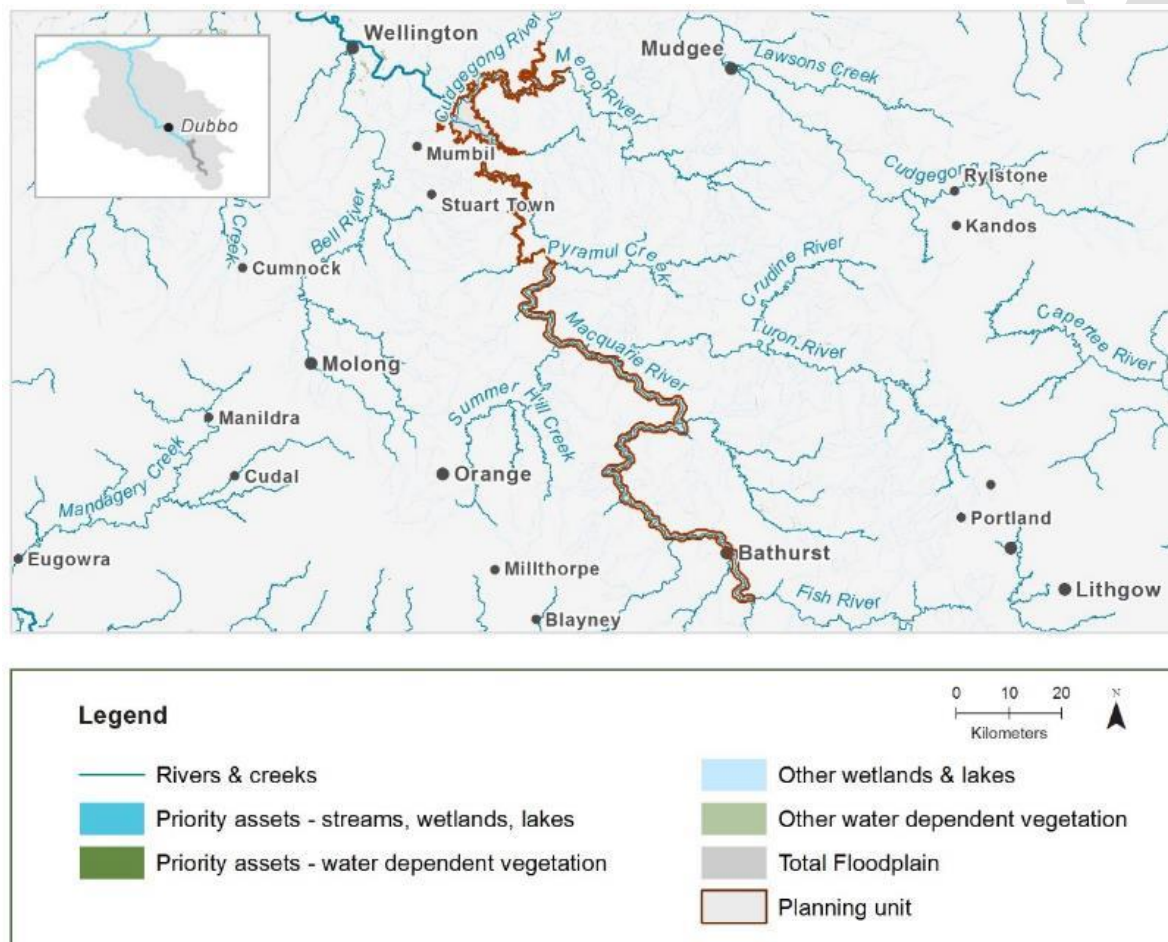 Wellington
Cudgegong River
Meroo River
Mudgee
Lawsons Creek
Dubbo
Mumbil
Cudgegong
Rylstone
Stuart Town
Kandos
Creek
Bell River
Pyramul Creek
Crudine River
Cumnock
Capertee River
Macquarie River
Turon River
Molong
Summer Hill Creek
Manildra
Mandagery Creek
Cudal
Orange
Portland
Eugowra
Millthorpe
Bathurst
Fish River
Lithgow
Blayney
Legend
0 10 20
Kilometers
N
Rivers & creeks
Priority assets - streams, wetlands, lakes
Priority assets - water dependent vegetation
Other wetlands & lakes
Other water dependent vegetation
Total Floodplain
Planning unit